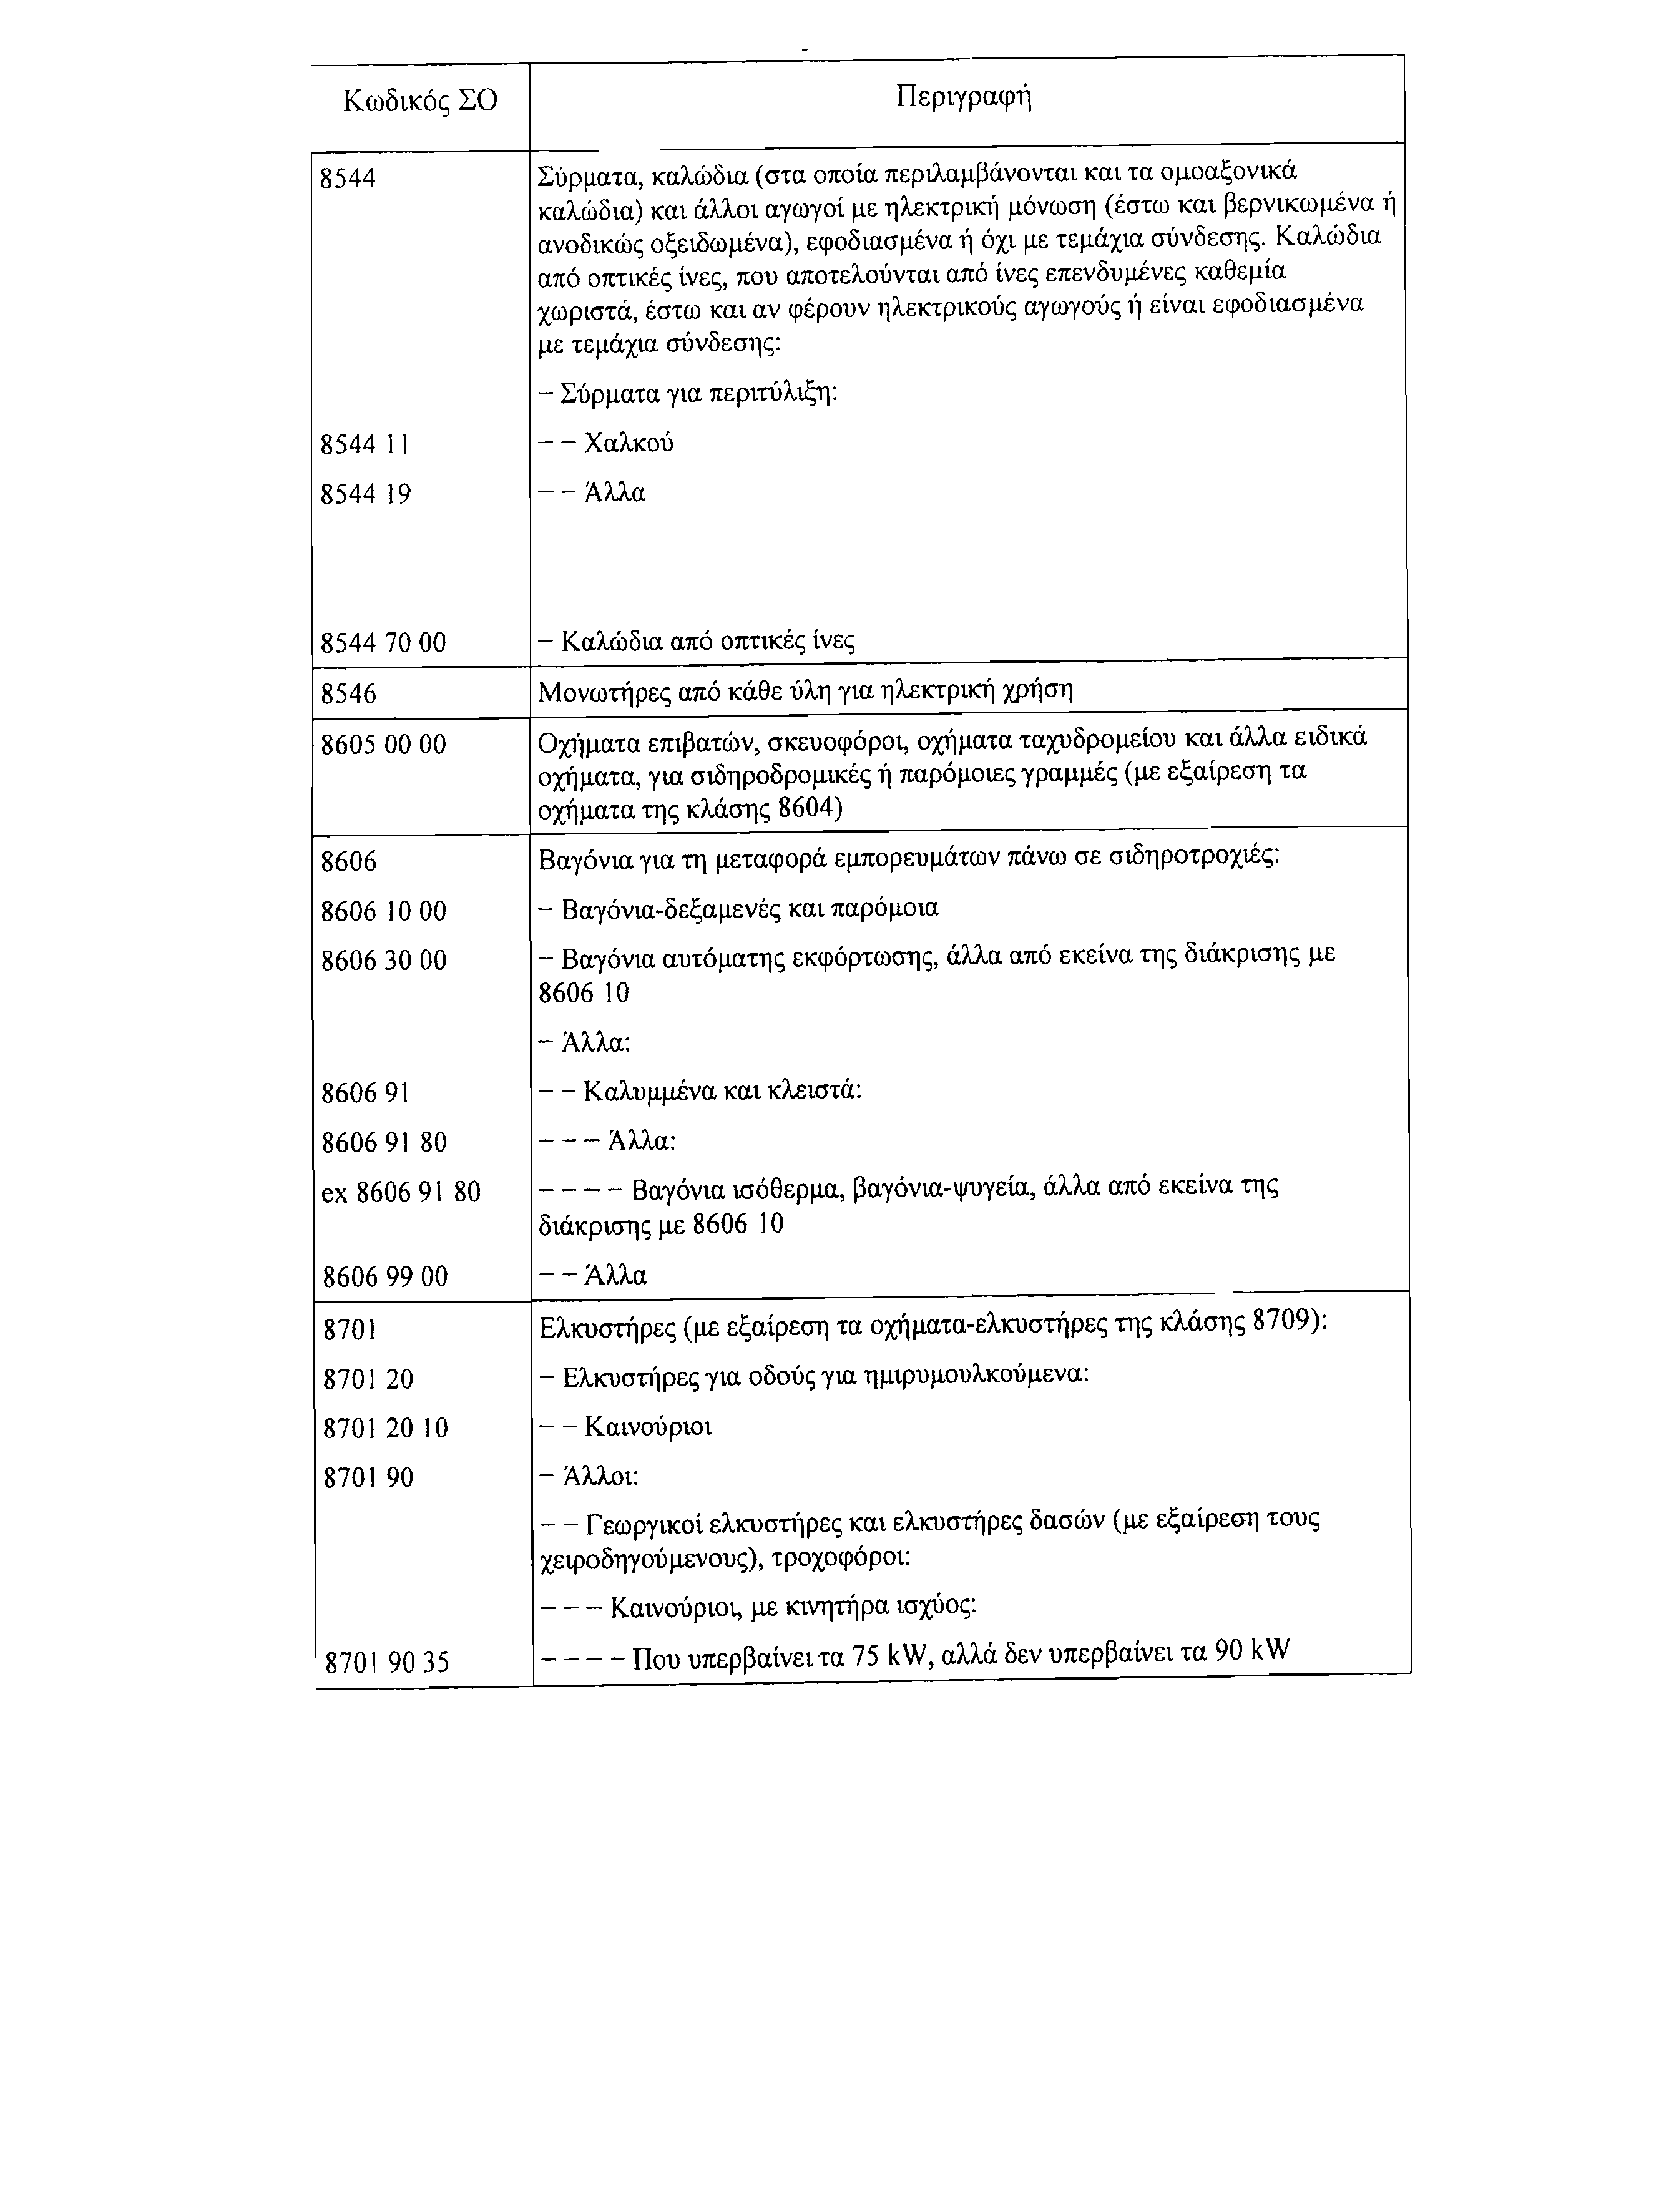 Κωδικός ΣΟ
Περιγραφή
8544
Σύρματα, καλώδια (στα οποία περιλαμβάνονται και τα ομοαξονικά
καλώδια) και άλλοι αγωγοί με ηλεκτρική μόνωση (έστω και βερνικωμένα ή
ανοδικώς οξειδωμένα), εφοδιασμένα ή όχι με τεμάχια σύνδεσης. Καλώδια
από οπτικές ίνες, που αποτελούνται από ίνες επενδυμένες καθεμία
χωριστά, έστω και αν φέρουν ηλεκτρικούς αγωγούς ή είναι εφοδιασμένα
με τεμάχια σύνδεσης:
– Σύρματα για περιτύλιξη:
8544 11 – – Χαλκού
8544 19 – – Άλλα
8544 70 00 – Καλώδια από οπτικές ίνες
8546 Μονωτήρες από κάθε ύλη για ηλεκτρική χρήση
8605 00 00 Οχήματα επιβατών, σκευοφόροι, οχήματα ταχυδρομείου και άλλα ειδικά
οχήματα, για σιδηροδρομικές ή παρόμοιες γραμμές (με εξαίρεση τα
οχήματα της κλάσης 8604)
8606 Βαγόνια για τη μεταφορά εμπορευμάτων πάνω σε σιδηροτροχιές:
8606 10 00 – Βαγόνια-δεξαμενές και παρόμοια
8606 30 00 – Βαγόνια αυτόματης εκφόρτωσης, άλλα από εκείνα της διάκρισης με
8606 10
– Άλλα:
8606 91 – – Καλυμμένα και κλειστά:
8606 91 80 – – – Άλλα:
ex 8606 91 80 – – – – Βαγόνια ισόθερμα, βαγόνια-ψυγεία, άλλα από εκείνα της
διάκρισης με 8606 10
8606 99 00 – – Άλλα
8701 Ελκυστήρες (με εξαίρεση τα οχήματα-ελκυστήρες της κλάσης 8709):
8701 20 – Ελκυστήρες για οδούς για ημιρυμουλκούμενα:
8701 20 10 – – Καινούριοι
8701 90 – Άλλοι:
– – Γεωργικοί ελκυστήρες και ελκυστήρες δασών (με εξαίρεση τους
χειροδηγούμενους), τροχοφόροι:
– – – Καινούριοι, με κινητήρα ισχύος:
8701 90 35 – – – – Που υπερβαίνει τα 75 kW, αλλά δεν υπερβαίνει τα 90 kW